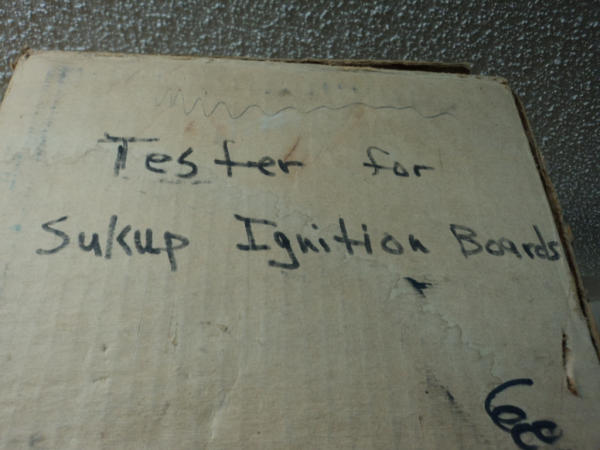 Tester for
Sukup Ignition Boards